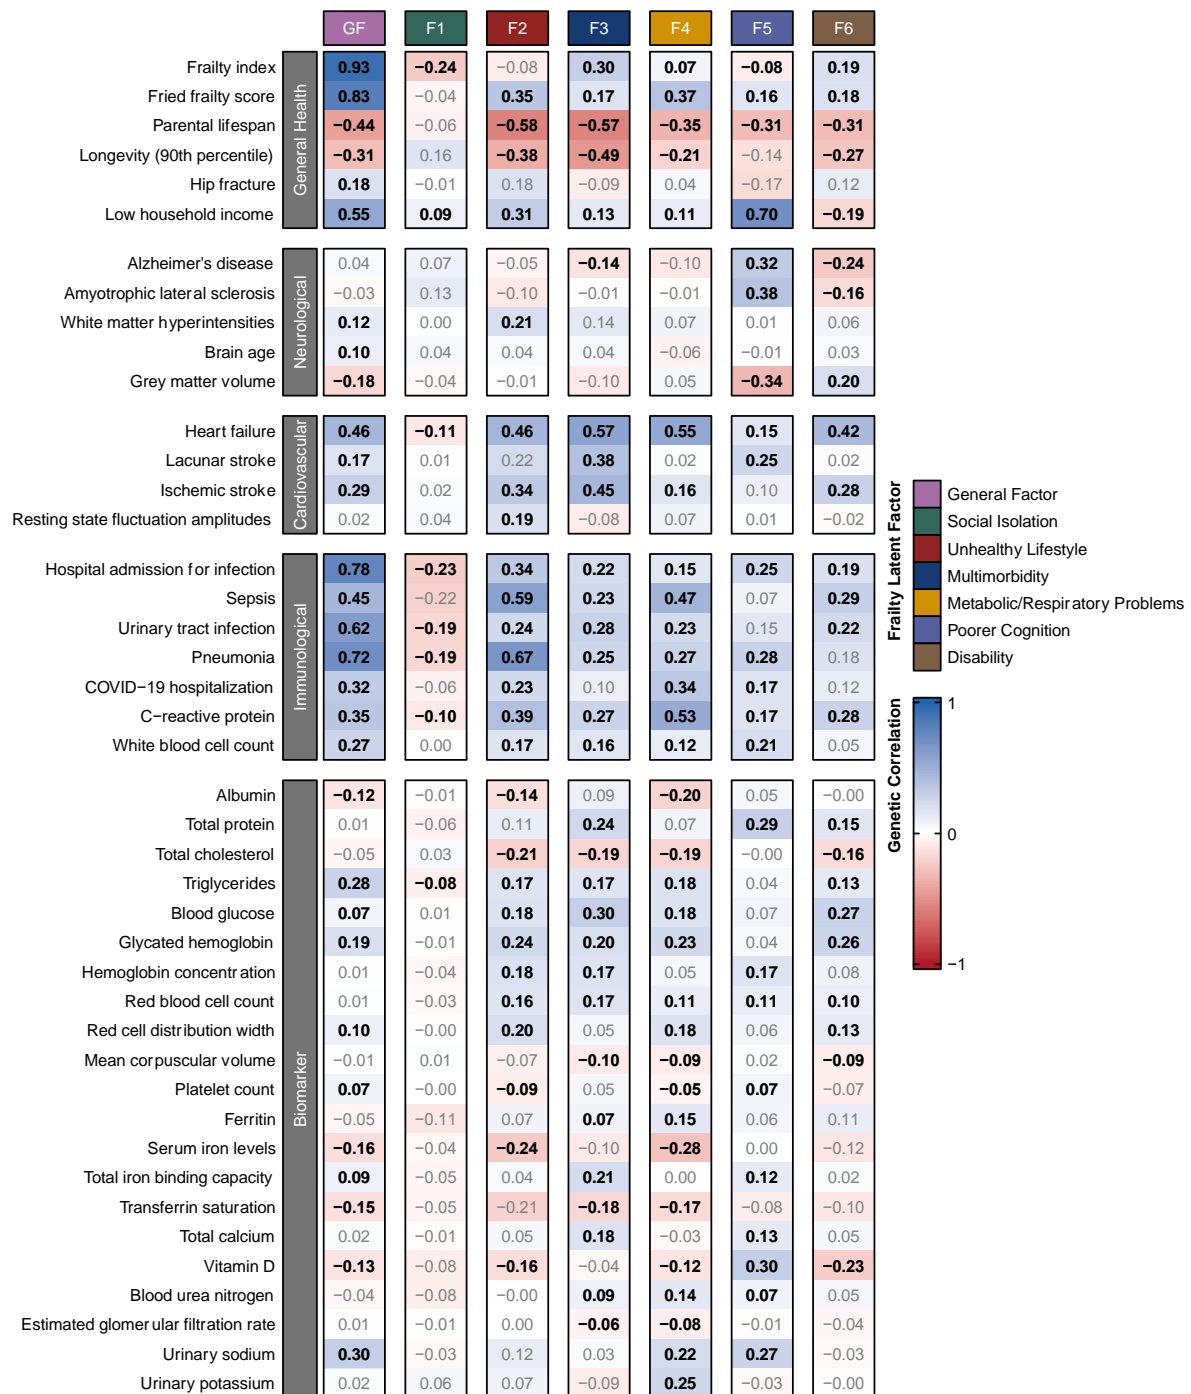 GF F1 F2 F3 F4 F5 F6
General Health
Frailty index 0.93 −0.24 −0.08 0.30 0.07 −0.08 0.19
Fried frailty score 0.83 −0.04 0.35 0.17 0.37 0.16 0.18
Parental lifespan −0.44 −0.06 −0.58 −0.57 −0.35 −0.31 −0.31
Longevity (90th percentile) −0.31 0.16 −0.38 −0.49 −0.21 −0.14 −0.27
Hip fracture 0.18 −0.01 0.18 −0.09 0.04 −0.17 0.12
Low household income 0.55 0.09 0.31 0.13 0.11 0.70 −0.19
Neurological
Alzheimer's disease 0.04 0.07 −0.05 −0.14 −0.10 0.32 −0.24
Amyotrophic lateral sclerosis −0.03 0.13 −0.10 −0.01 −0.01 0.38 −0.16
White matter hyperintensities 0.12 0.00 0.21 0.14 0.07 0.01 0.06
Brain age 0.10 0.04 0.04 0.04 −0.06 −0.01 0.03
Grey matter volume −0.18 −0.04 −0.01 −0.10 0.05 −0.34 0.20
Cardiovascular
Heart failure 0.46 −0.11 0.46 0.57 0.55 0.15 0.42
Lacunar stroke 0.17 0.01 0.22 0.38 0.02 0.25 0.02
Ischemic stroke 0.29 0.02 0.34 0.45 0.16 0.10 0.28
Resting state fluctuation amplitudes 0.02 0.04 0.19 −0.08 0.07 0.01 −0.02
Immunological
Hospital admission for infection 0.78 −0.23 0.34 0.22 0.15 0.25 0.19
Sepsis 0.45 −0.22 0.59 0.23 0.47 0.07 0.29
Urinary tract infection 0.62 −0.19 0.24 0.28 0.23 0.15 0.22
Pneumonia 0.72 −0.19 0.67 0.25 0.27 0.28 0.18
COVID−19 hospitalization 0.32 −0.06 0.23 0.10 0.34 0.17 0.12
C−reactive protein 0.35 −0.10 0.39 0.27 0.53 0.17 0.28
White blood cell count 0.27 0.00 0.17 0.16 0.12 0.21 0.05
Biomarker
Albumin −0.12 −0.01 −0.14 0.09 −0.20 0.05 −0.00
Total protein 0.01 −0.06 0.11 0.24 0.07 0.29 0.15
Total cholesterol −0.05 0.03 −0.21 −0.19 −0.19 −0.00 −0.16
Triglycerides 0.28 −0.08 0.17 0.17 0.18 0.04 0.13
Blood glucose 0.07 0.01 0.18 0.30 0.18 0.07 0.27
Glycated hemoglobin 0.19 −0.01 0.24 0.20 0.23 0.04 0.26
Hemoglobin concentration 0.01 −0.04 0.18 0.17 0.05 0.17 0.08
Red blood cell count 0.01 −0.03 0.16 0.17 0.11 0.11 0.10
Red cell distribution width 0.10 −0.00 0.20 0.05 0.18 0.06 0.13
Mean corpuscular volume −0.01 0.01 −0.07 −0.10 −0.09 0.02 −0.09
Platelet count 0.07 −0.00 −0.09 0.05 −0.05 0.07 −0.07
Ferritin −0.05 −0.11 0.07 0.07 0.15 0.06 0.11
Serum iron levels −0.16 −0.04 −0.24 −0.10 −0.28 0.00 −0.12
Total iron binding capacity 0.09 −0.05 0.04 0.21 0.00 0.12 0.02
Transferrin saturation −0.15 −0.05 −0.21 −0.18 −0.17 −0.08 −0.10
Total calcium 0.02 −0.01 0.05 0.18 −0.03 0.13 0.05
Vitamin D −0.13 −0.08 −0.16 −0.04 −0.12 0.30 −0.23
Blood urea nitrogen −0.04 −0.08 −0.00 0.09 0.14 0.07 0.05
Estimated glomerular filtration rate 0.01 −0.01 0.00 −0.06 −0.08 −0.01 −0.04
Urinary sodium 0.30 −0.03 0.12 0.03 0.22 0.27 −0.03
Urinary potassium 0.02 0.06 0.07 −0.09 0.25 −0.03 −0.00
Frailty Latent Factor
General Factor
Social Isolation
Unhealthy Lifestyle
Multimorbidity
Metabolic/Respiratory Problems
Poorer Cognition
Disability
Genetic Correlation
1
0
−1